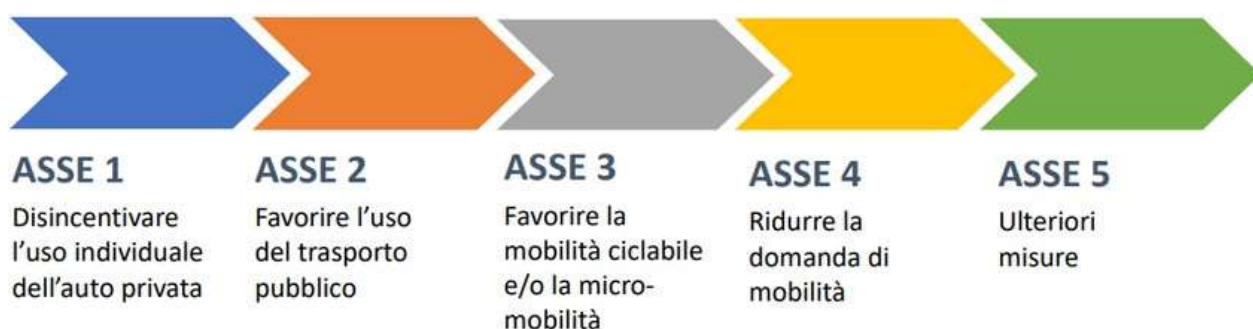 ASSE 1
Disincentivare
l'uso individuale
dell'auto privata
ASSE 2
Favorire l'uso
del trasporto
pubblico
ASSE 3
Favorire la
mobilità ciclabile
e/o la micro-
mobilità
ASSE 4
Ridurre la
domanda di
mobilità
ASSE 5
Ulteriori
misure